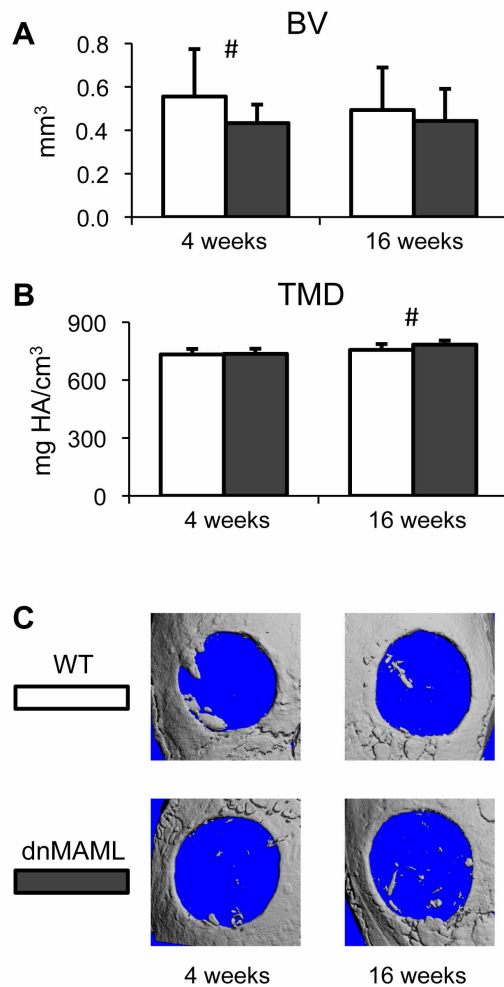 A
BV
#
mm³
0.8
0.6
0.4
0.2
0.0
4 weeks
16 weeks
B
TMD
#
mg HA/cm³
900
600
300
0
4 weeks
16 weeks
C
WT
dnMAML
4 weeks
16 weeks